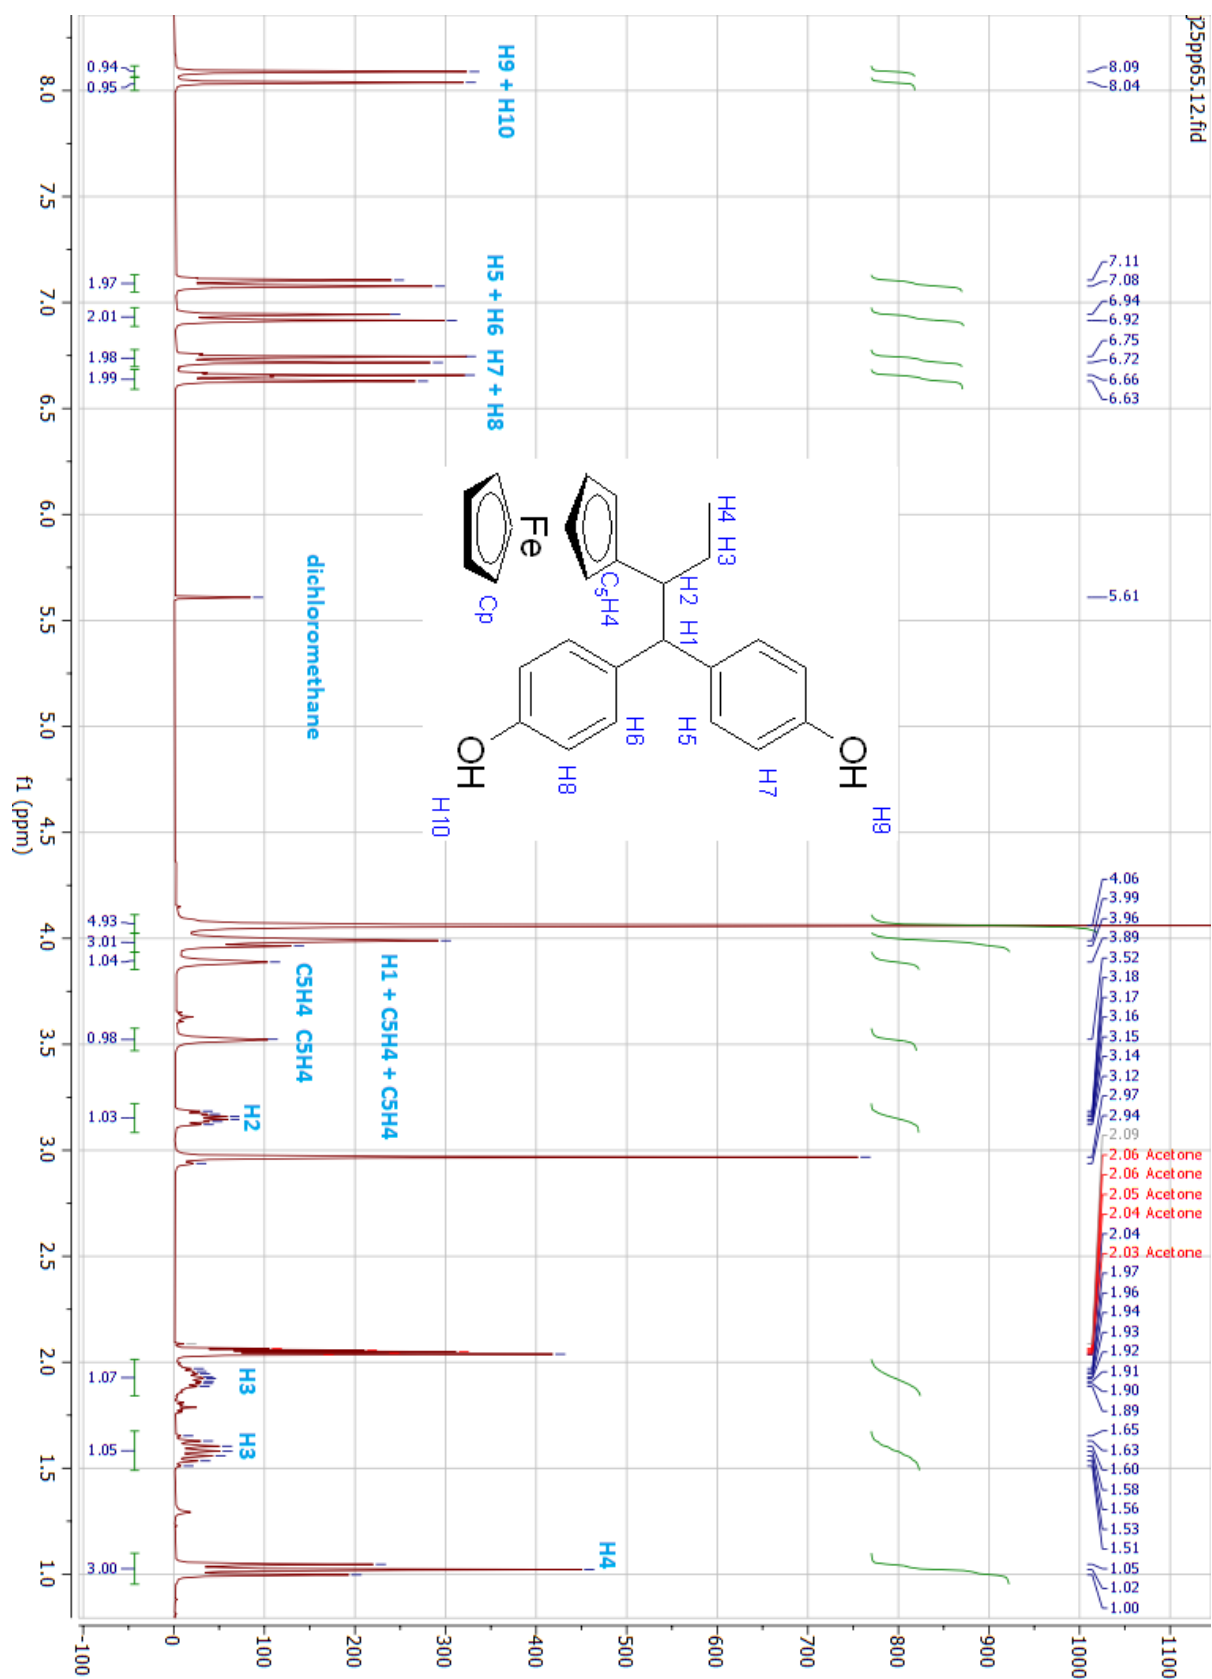 j25pp65.12.fid
8.09
8.04
7.11
7.08
6.94
6.92
6.75
6.72
6.66
6.63
5.61
4.06
3.99
3.96
3.89
3.52
3.18
3.17
3.16
3.15
3.14
3.12
2.97
2.94
2.09
2.06 Acetone
2.06 Acetone
2.05 Acetone
2.04 Acetone
2.04
2.03 Acetone
1.97
1.96
1.94
1.93
1.92
1.91
1.90
1.89
1.65
1.63
1.60
1.58
1.56
1.53
1.51
1.05
1.02
1.00
H9 + H10
H5 + H6
H7 + H8
dichloromethane
H1 + C5H4 + C5H4
C5H4
C5H4
H2
H3
H3
H4
OH
H9
H7
H5
H1
H2
H3
H4
C5H4
Fe
Cp
H6
H8
OH
H10
0.94
0.95
1.97
2.01
1.98
1.99
4.93
3.01
1.04
0.98
1.03
1.07
1.05
3.00
8.0
7.5
7.0
6.5
6.0
5.5
5.0
4.5
4.0
3.5
3.0
2.5
2.0
1.5
1.0
f1 (ppm)
1100
1000
900
800
700
600
500
400
300
200
100
0
-100